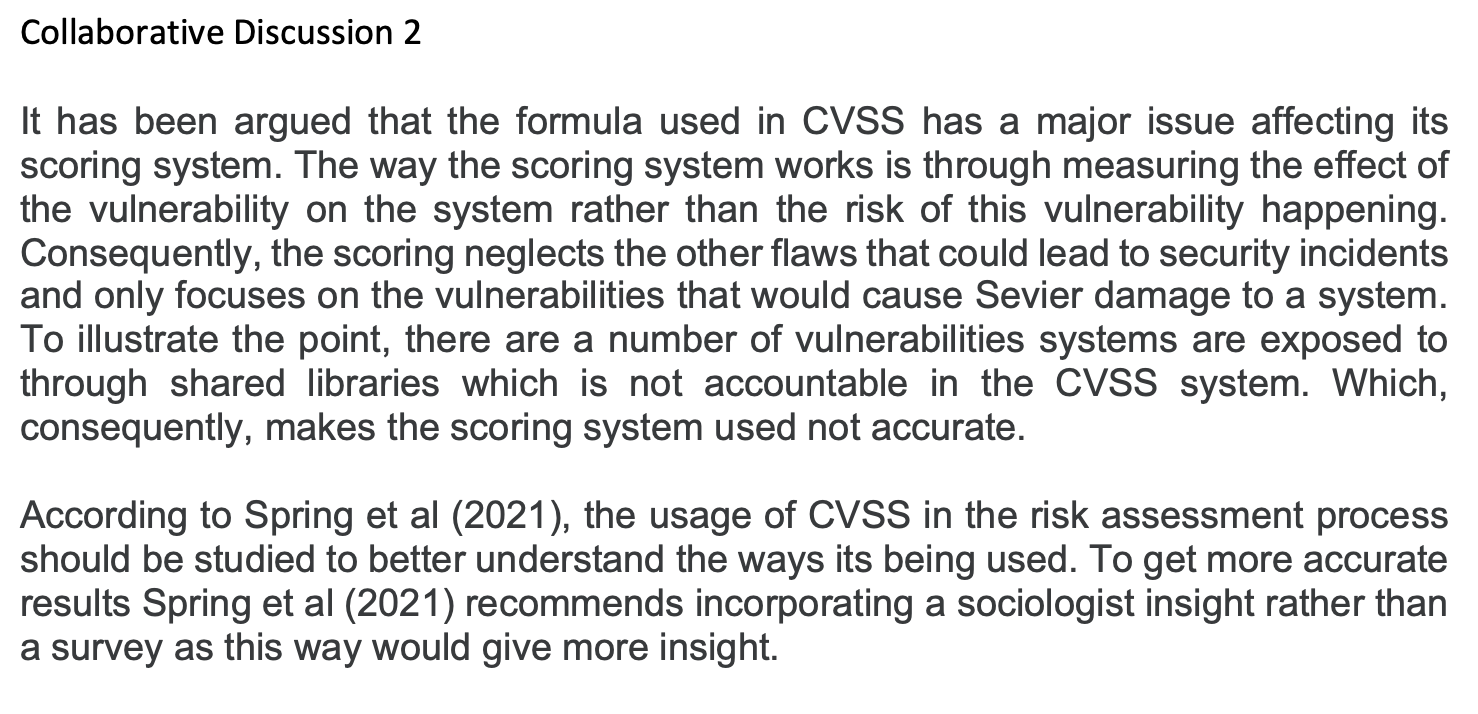 Collaborative Discussion 2
It has been argued that the formula used in CVSS has a major issue affecting its
scoring system. The way the scoring system works is through measuring the effect of
the vulnerability on the system rather than the risk of this vulnerability happening.
Consequently, the scoring neglects the other flaws that could lead to security incidents
and only focuses on the vulnerabilities that would cause Sevier damage to a system.
To illustrate the point, there are a number of vulnerabilities systems are exposed to
through shared libraries which is not accountable in the CVSS system. Which,
consequently, makes the scoring system used not accurate.
According to Spring et al (2021), the usage of CVSS in the risk assessment process
should be studied to better understand the ways its being used. To get more accurate
results Spring et al (2021) recommends incorporating a sociologist insight rather than
a survey as this way would give more insight.